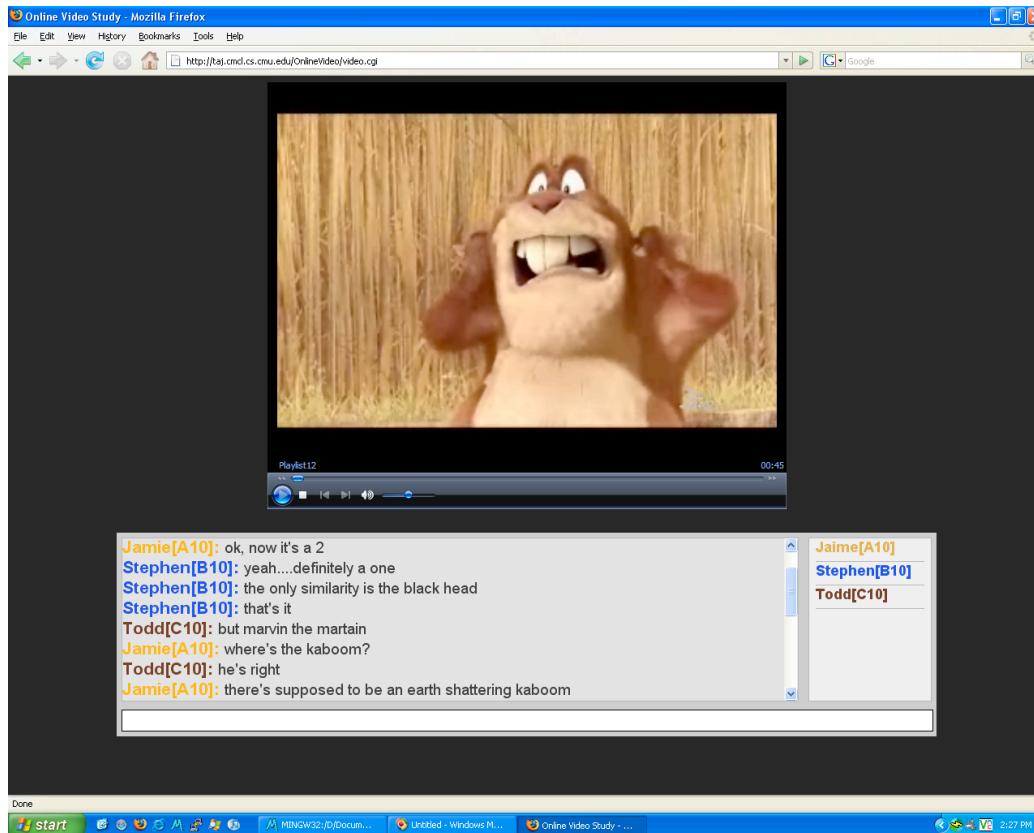 Online Video Study - Mozilla Firefox
File Edit View History Bookmarks Tools Help
http://taj.cmcl.cs.cmu.edu/OnlineVideo/video.cgi
G Google
Playlist12 00:45
Jamie[A10]: ok, now it's a 2
Stephen[B10]: yeah....definitely a one
Stephen[B10]: the only similarity is the black head
Stephen[B10]: that's it
Todd[C10]: but marvin the martain
Jamie[A10]: where's the kaboom?
Todd[C10]: he's right
Jamie[A10]: there's supposed to be an earth shattering kaboom
Jaime[A10]
Stephen[B10]
Todd[C10]
Done
start MINGW32:/D/Docum... Untitled - Windows M... Online Video Study - ... 2:27 PM